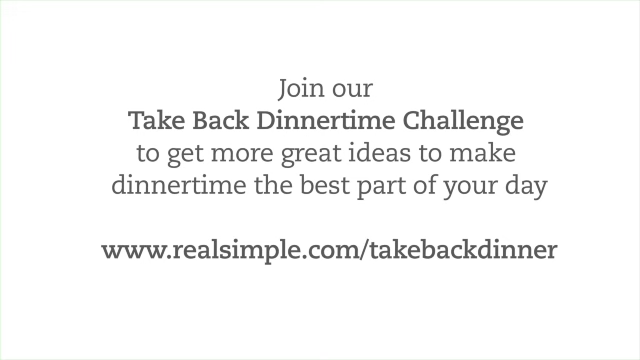 Join our
Take Back Dinnertime Challenge
to get more great ideas to make
dinnertime the best part of your day
www.realsimple.com/takebackdinner